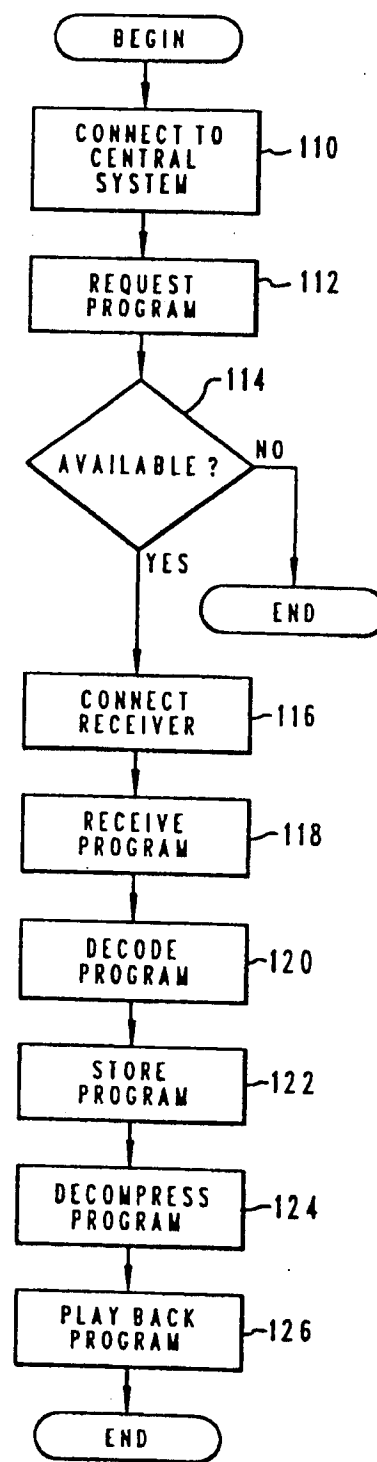 BEGIN
CONNECT TO
CENTRAL
SYSTEM
110
REQUEST
PROGRAM
112
114
AVAILABLE ?
NO
YES
END
CONNECT
RECEIVER
116
RECEIVE
PROGRAM
118
DECODE
PROGRAM
120
STORE
PROGRAM
122
DECOMPRESS
PROGRAM
124
PLAY BACK
PROGRAM
126
END